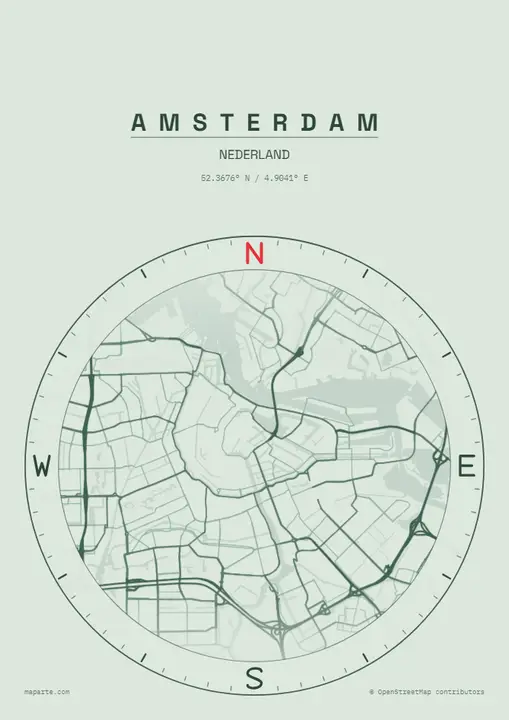 AMSTERDAM
NEDERLAND
52.3676° N / 4.9041° E
N
W
E
S
maparte.com
© OpenStreetMap contributors